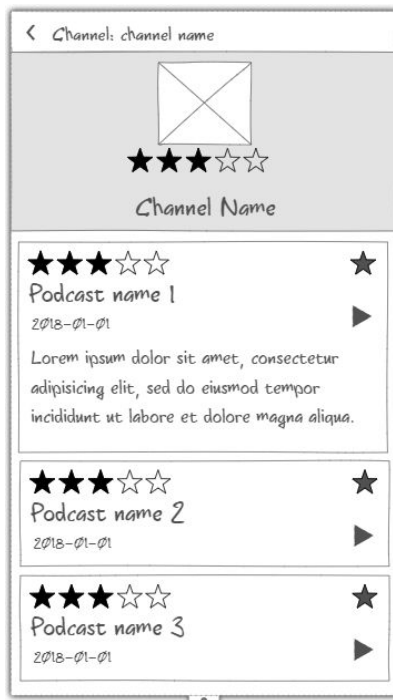 Channel: channel name
Channel Name
Podcast name 1
2018-01-01
Lorem ipsum dolor sit amet, consectetur
adipisicing elit, sed do eiusmod tempor
incididunt ut labore et dolore magna aliqua.
Podcast name 2
2018-01-01
Podcast name 3
2018-01-01